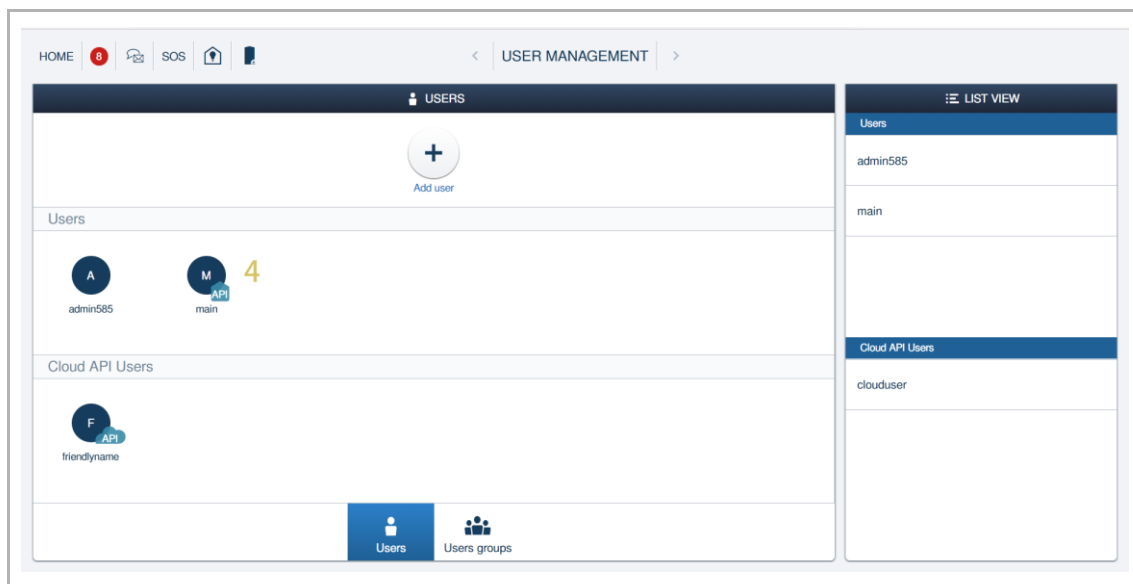 HOME 8 SOS < USER MANAGEMENT >
USERS
Add user
Users
A
admin585
M
API
main
4
Cloud API Users
F
API
friendlyname
Users
Users groups
LIST VIEW
Users
admin585
main
Cloud API Users
clouduser